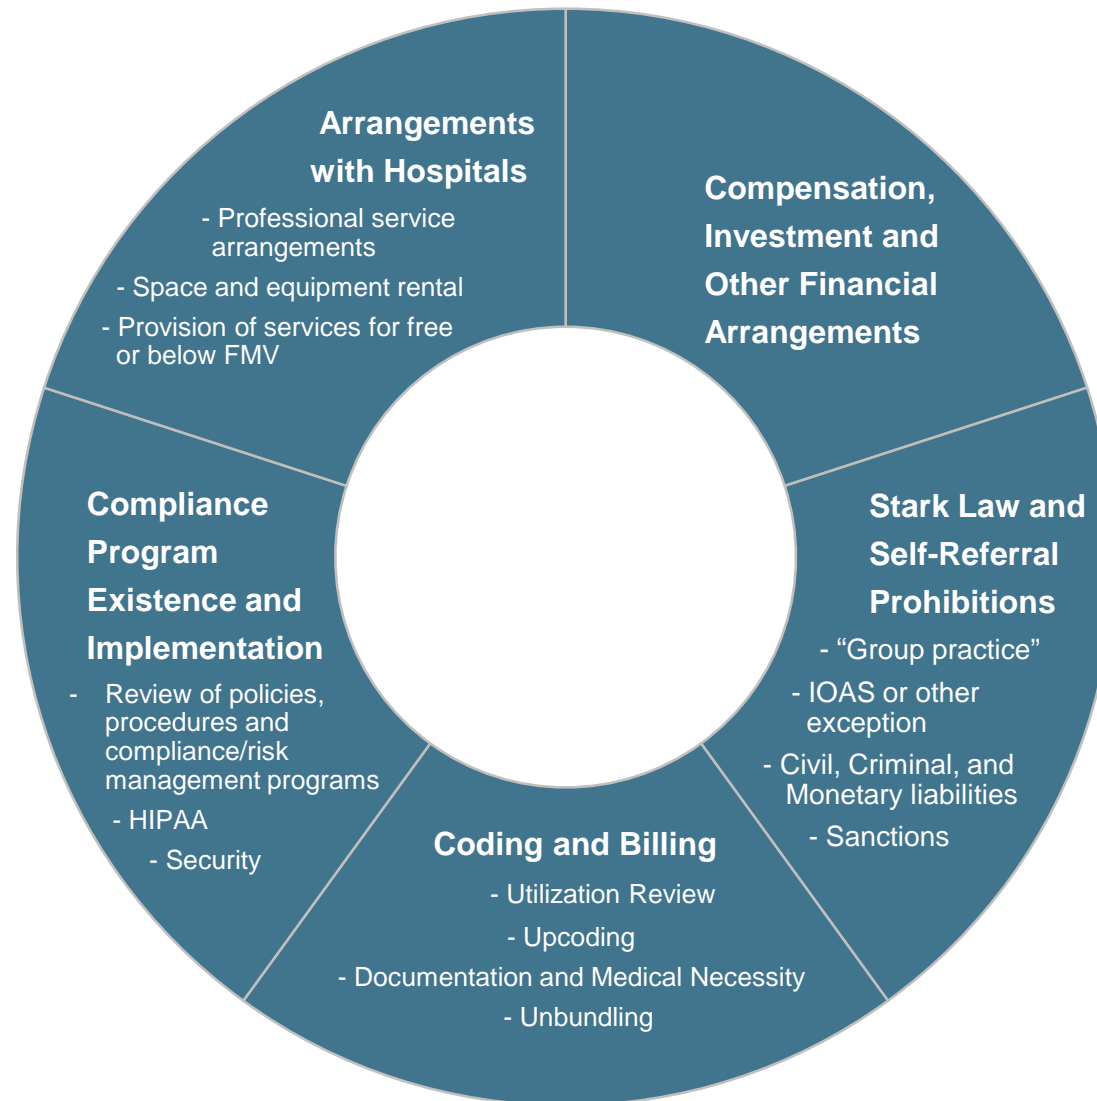 Arrangements
with Hospitals
- Professional service
arrangements
- Space and equipment rental
- Provision of services for free
or below FMV
Compensation,
Investment and
Other Financial
Arrangements
Stark Law and
Self-Referral
Prohibitions
- “Group practice”
- IOAS or other
exception
- Civil, Criminal, and
Monetary liabilities
- Sanctions
Coding and Billing
- Utilization Review
- Upcoding
- Documentation and Medical Necessity
- Unbundling
Compliance
Program
Existence and
Implementation
- Review of policies,
procedures and
compliance/risk
management programs
- HIPAA
- Security